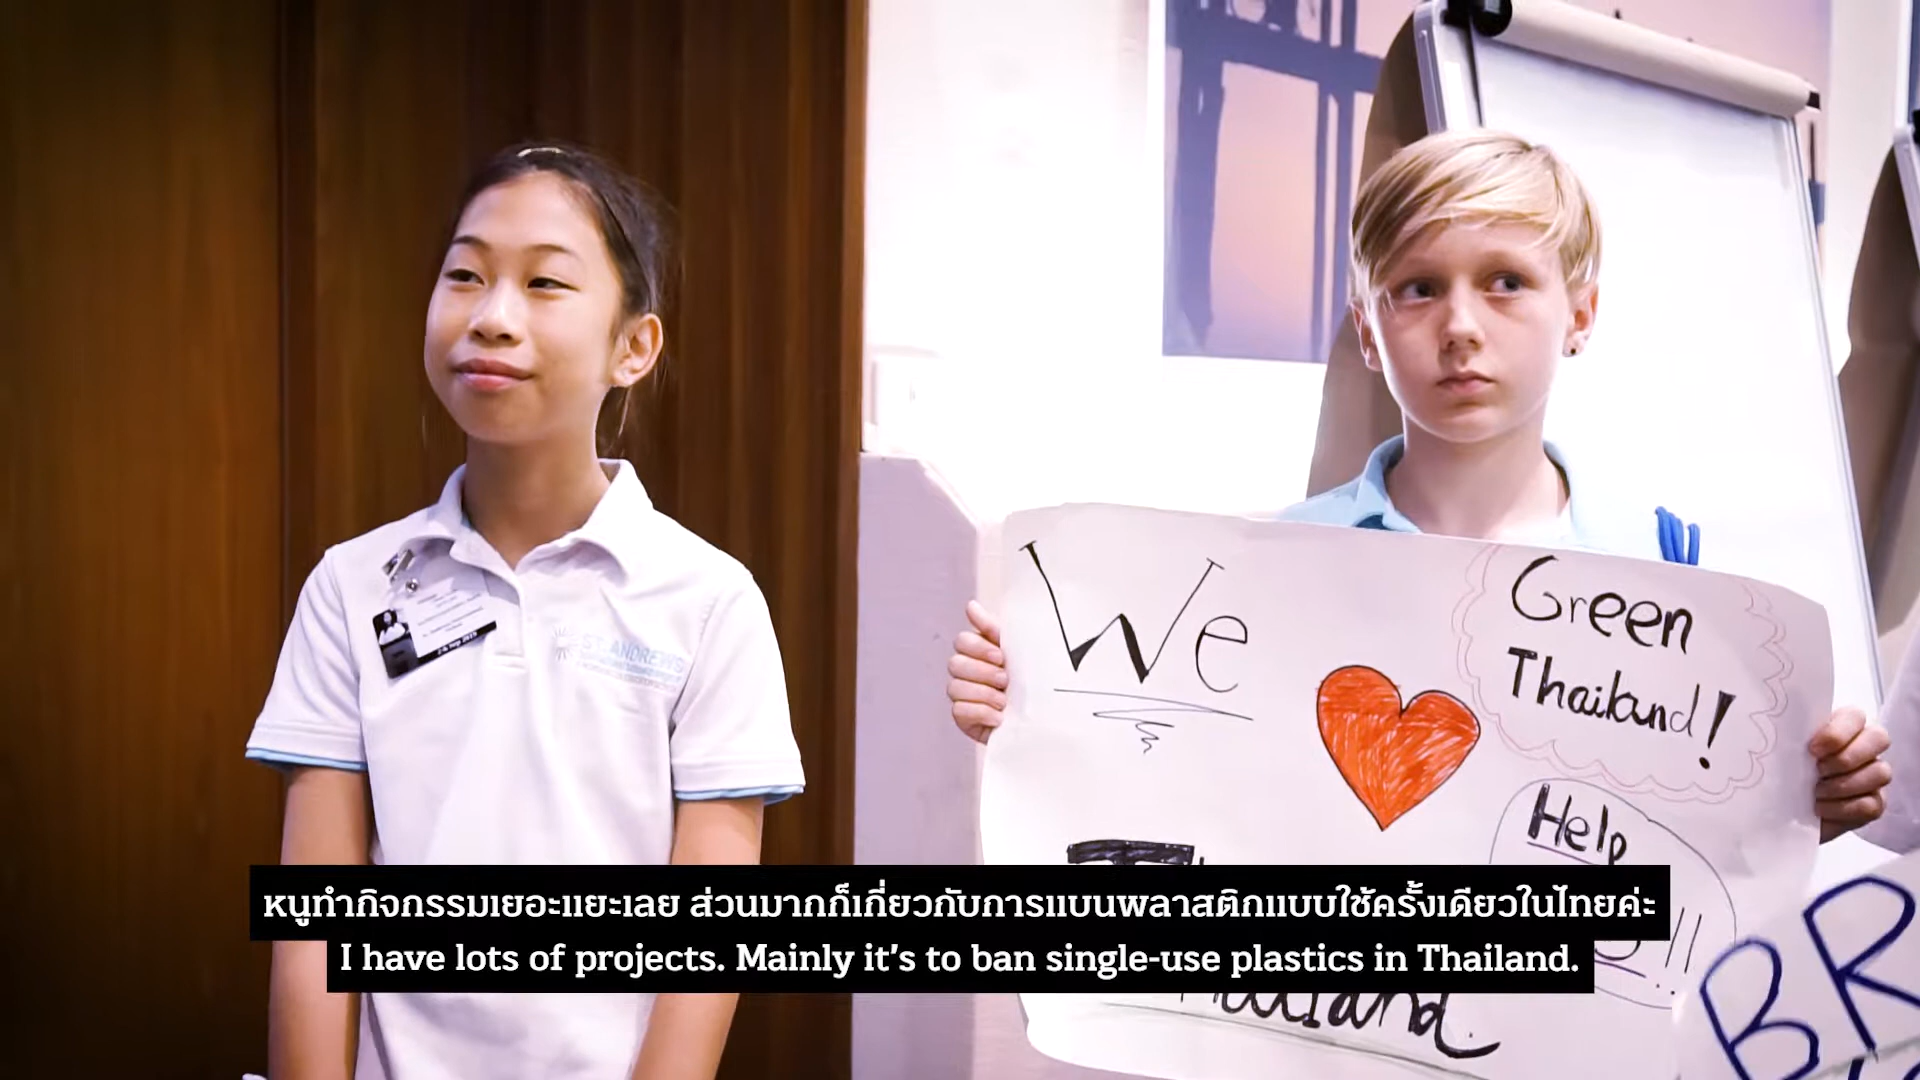 We
Green
Thailand!
Help
ST. ANDREWS
หนูทำกิจกรรมเยอะแยะเลย ส่วนมากก็เกี่ยวกับการแบนพลาสติกแบบใช้ครั้งเดียวในไทยค่ะ
I have lots of projects. Mainly it's to ban single-use plastics in Thailand.
BR